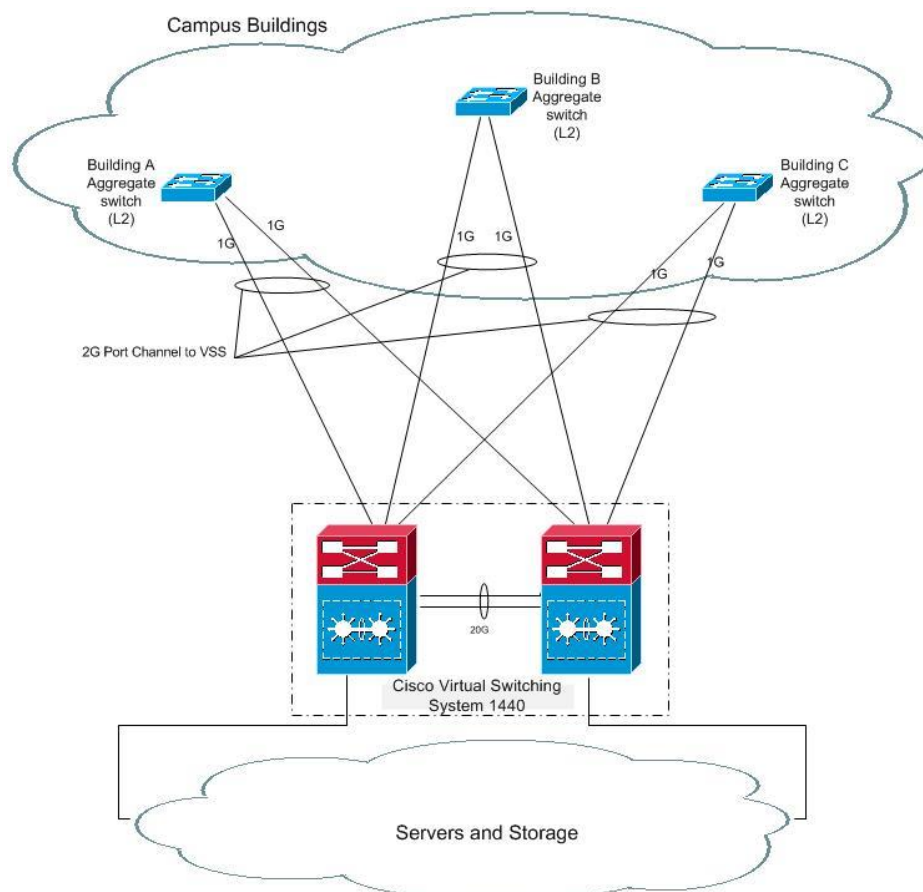 Campus Buildings
Building B
Aggregate
switch
(L2)
Building A
Aggregate
switch
(L2)
Building C
Aggregate
switch
(L2)
1G
1G
1G
1G
1G
1G
2G Port Channel to VSS
20G
Cisco Virtual Switching
System 1440
Servers and Storage